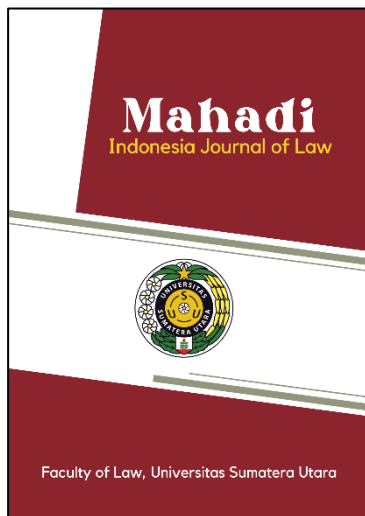 Mahadi
Indonesia Journal of Law
UNIVERSITAS
SUMATERA UTARA
Faculty of Law, Universitas Sumatera Utara